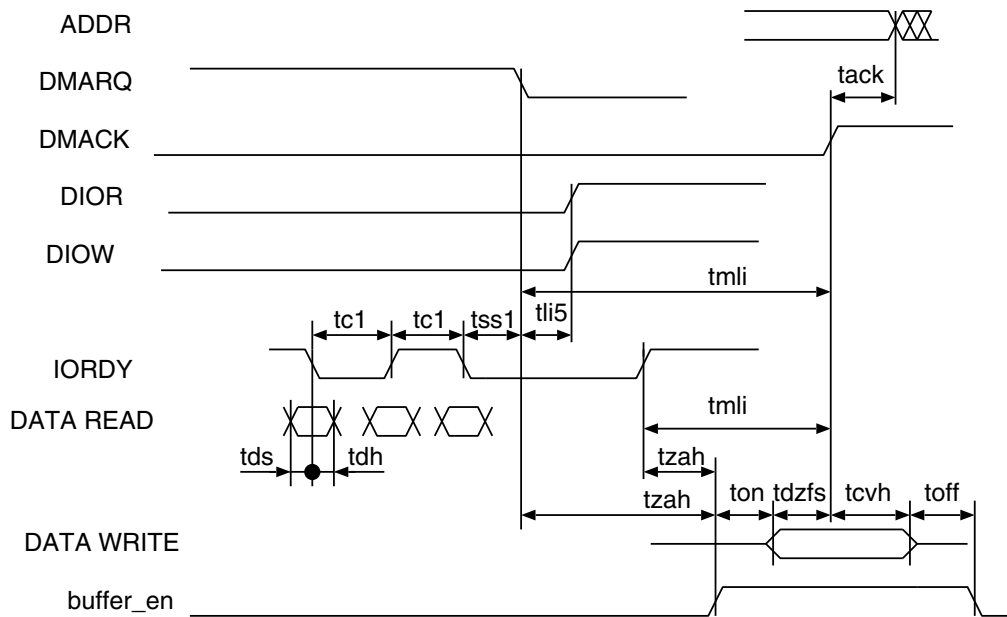 ADDR
DMARQ
tack
DMACK
DIOR
DIOW
tmli
tc1 tc1 tss1 tli5
IORDY
DATA READ
tmli
tds tdh
tzah
tzah ton tdzfs tcvh toff
DATA WRITE
buffer_en